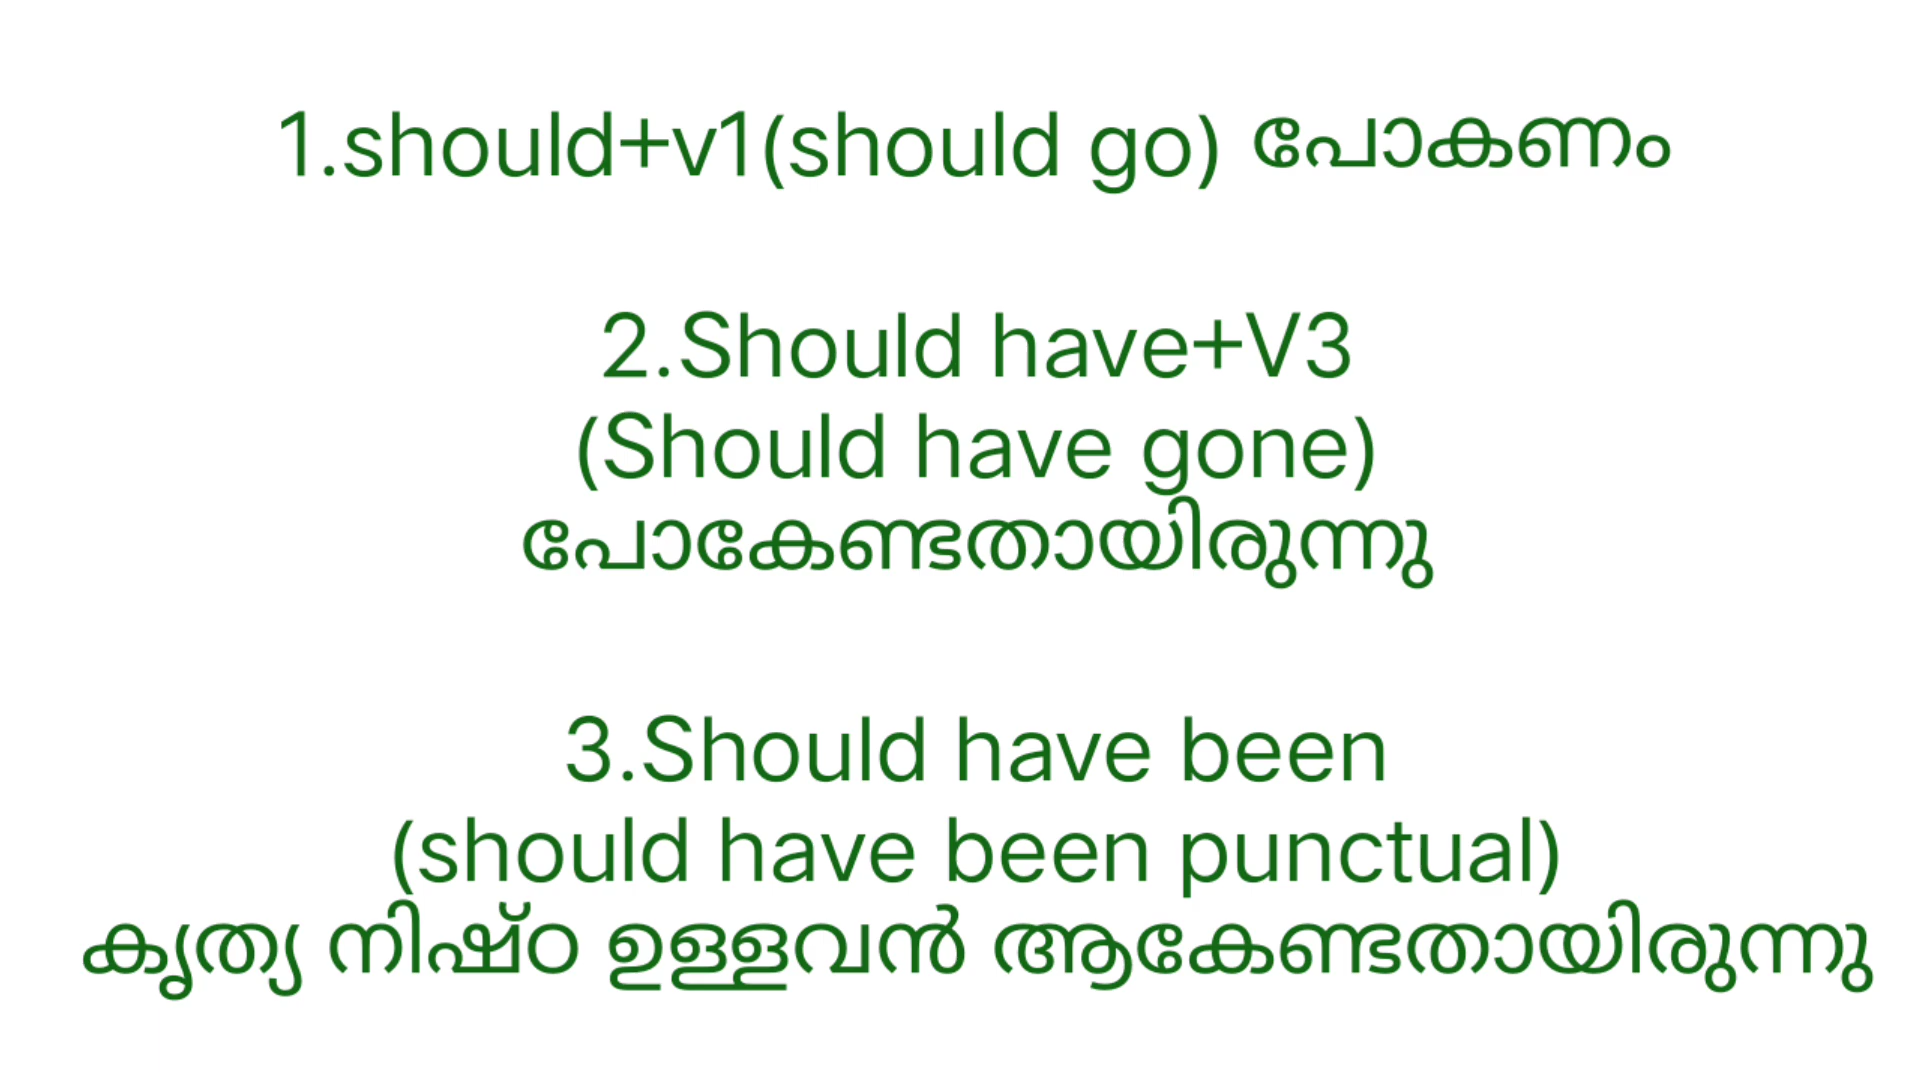 1.should+v1(should go) പോകണം
2.Should have+V3
(Should have gone)
പോകേണ്ടതായിരുന്നു
3.Should have been
(should have been punctual)
കൃത്യ നിഷ്ഠ ഉള്ളവൻ ആകേണ്ടതായിരുന്നു